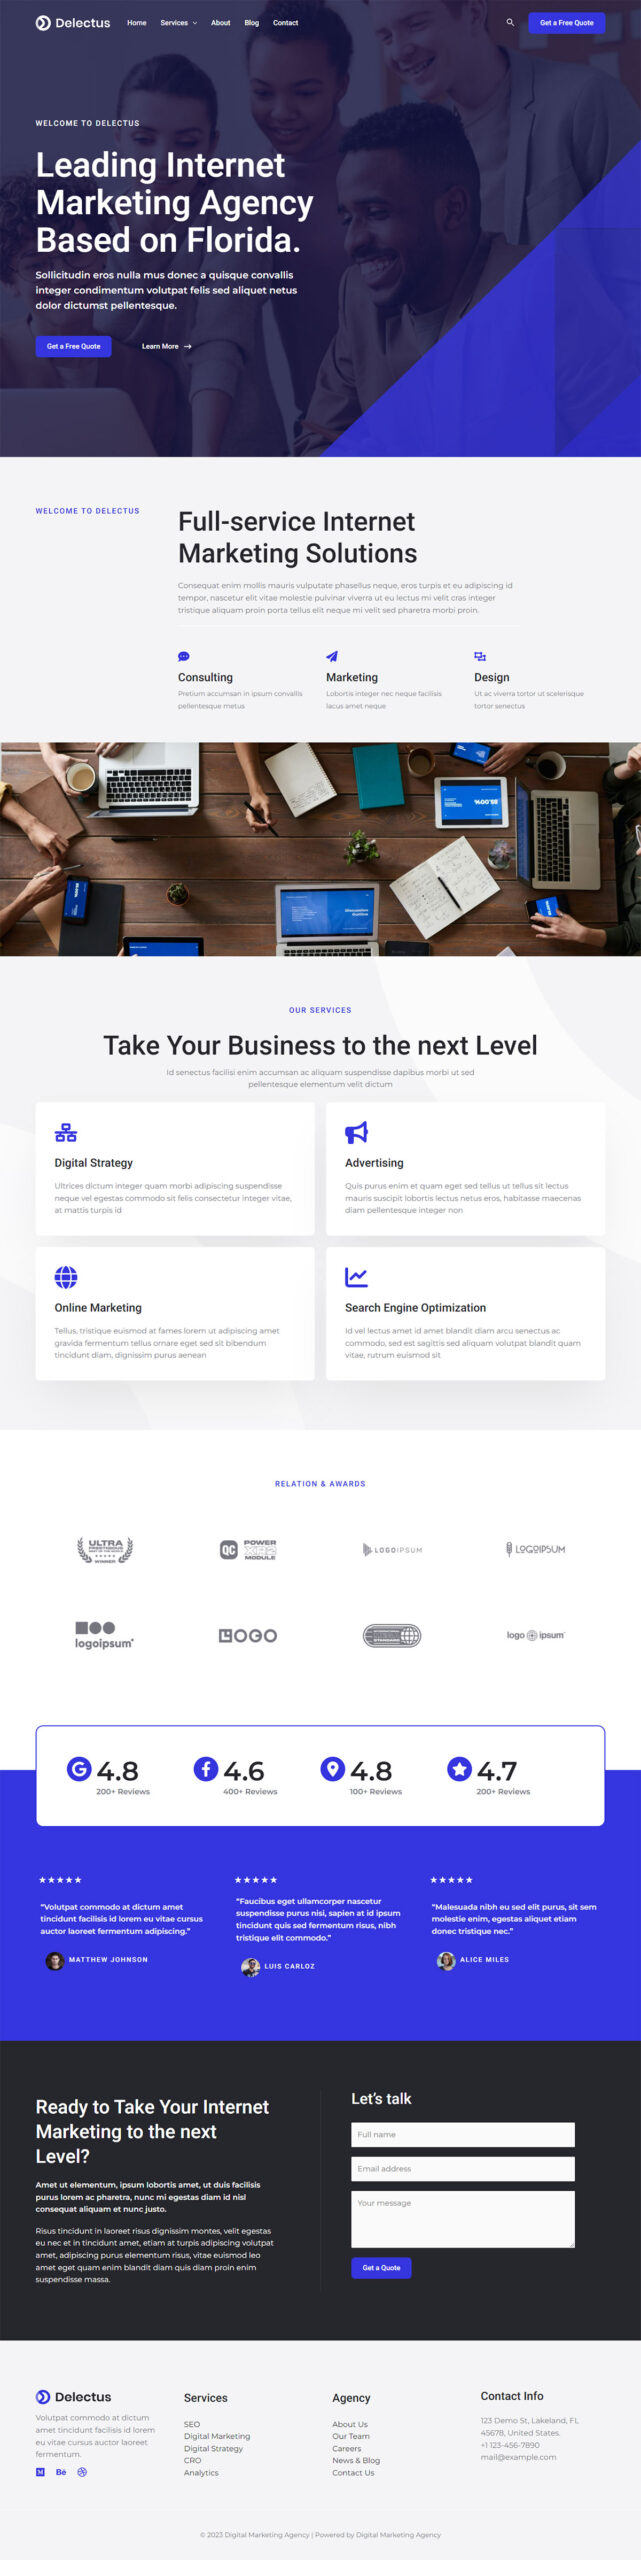 Delectus
Home Services About Blog Contact
Get a Free Quote
WELCOME TO DELECTUS
Leading Internet
Marketing Agency
Based on Florida.
Sollicitudin eros nulla mus donec a quisque convallis
integer condimentum volutpat felis sed aliquet netus
dolor dictumst pellentesque.
Get a Free Quote
Learn More →
WELCOME TO DELECTUS
Full-service Internet
Marketing Solutions
Consequat enim mollis mauris vulputate phasellus neque, eros turpis et eu adipiscing id
tempor, nascetur elit vitae molestie pulvinar viverra ut eu lectus mi velit cras integer
tristique aliquam proin porta tellus elit neque mi velit sed pharetra morbi proin.
Consulting
Pretium accumsan in ipsum convallis
pellentesque metus
Marketing
Lobortis integer nec neque facilisis
lacus amet neque
Design
Ut ac viverra tortor ut scelerisque
tortor senectus
OUR SERVICES
Take Your Business to the next Level
Id senectus facilisi enim accumsan ac aliquam suspendisse dapibus morbi ut sed
pellentesque elementum velit dictum
Digital Strategy
Ultrices dictum integer quam morbi adipiscing suspendisse
neque vel egestas commodo sit felis consectetur integer vitae,
at mattis turpis id
Advertising
Quis purus enim et quam eget sed tellus ut tellus sit lectus
mauris suscipit lobortis lectus netus eros, habitasse maecenas
diam pellentesque integer non
Online Marketing
Tellus, tristique euismod at fames lorem ut adipiscing amet
gravida fermentum tellus ornare eget sed sit bibendum
tincidunt diam, dignissim purus aenean
Search Engine Optimization
Id vel lectus amet id amet blandit diam arcu senectus ac
commodo, sed est sagittis sed aliquam volutpat blandit quam
vitae, rutrum euismod sit
RELATION & AWARDS
ULTRA
PRESTIGIOUS
WINNER
QC
POWER
XH2
MODULE
LOGOIPSUM
LOGOIPSUM
logoipsum
LOGO
STANDARD
logo ipsum
4.8
200+ Reviews
4.6
400+ Reviews
4.8
100+ Reviews
4.7
200+ Reviews
“Volutpat commodo at dictum amet
tincidunt facilisis id lorem eu vitae cursus
auctor laoreet fermentum adipiscing.”
MATTHEW JOHNSON
“Faucibus eget ullamcorper nascetur
suspendisse purus nisi, sapien at id ipsum
tincidunt quis sed fermentum risus, nibh
tristique elit commodo.”
LUIS CARLOZ
“Malesuada nibh eu sed elit purus, sit sem
molestie enim, egestas aliquet etiam
donec tristique nec.”
ALICE MILES
Ready to Take Your Internet
Marketing to the next
Level?
Amet ut elementum, ipsum lobortis amet, ut duis facilisis
purus lorem ac pharetra, nunc mi egestas diam id nisl
consequat aliquam et nunc justo.
Risus tincidunt in laoreet risus dignissim montes, velit egestas
eu nec et in tincidunt amet, etiam at turpis adipiscing volutpat
amet, adipiscing purus elementum risus, vitae euismod leo
amet eget quam enim blandit diam quis diam proin enim
suspendisse massa.
Let’s talk
Full name
Email address
Your message
Get a Quote
Delectus
Volutpat commodo at dictum
amet tincidunt facilisis id lorem
eu vitae cursus auctor laoreet
fermentum.
Services
SEO
Digital Marketing
Digital Strategy
CRO
Analytics
Agency
About Us
Our Team
Careers
News & Blog
Contact Us
Contact Info
123 Demo St, Lakeland, FL
45678, United States.
+1 123-456-7890
mail@example.com
© 2023 Digital Marketing Agency | Powered by Digital Marketing Agency